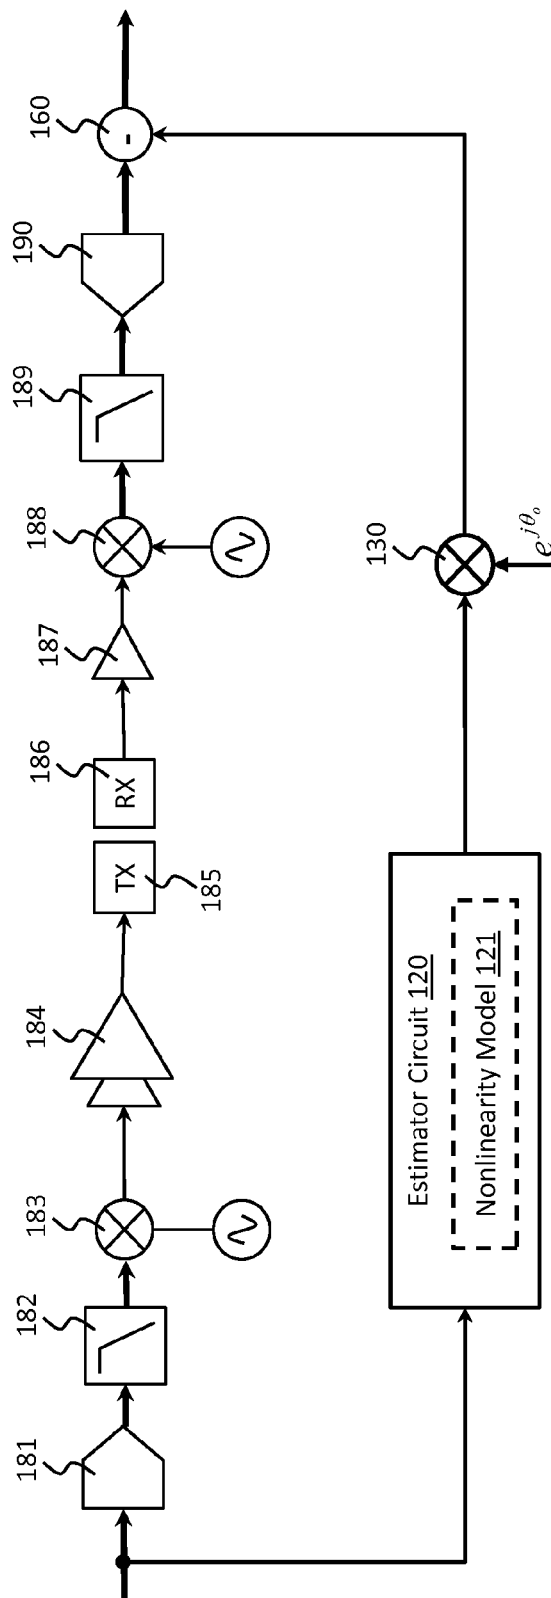 181
182
183
184
TX
185
RX
186
187
188
189
190
160
Estimator Circuit 120
Nonlinearity Model 121
130
e^{jθ_o}